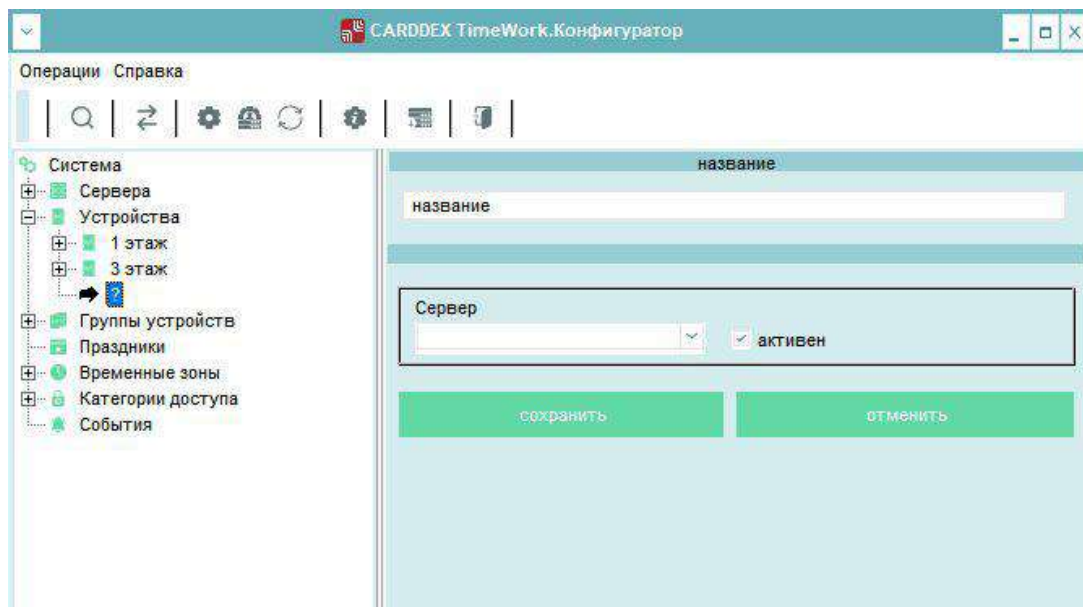 CARDDEX TimeWork.Конфигуратор
Операции Справка
Система
Сервера
Устройства
1 этаж
3 этаж
?
Группы устройств
Праздники
Временные зоны
Категории доступа
События
название
название
Сервер
активен
сохранить
отменить